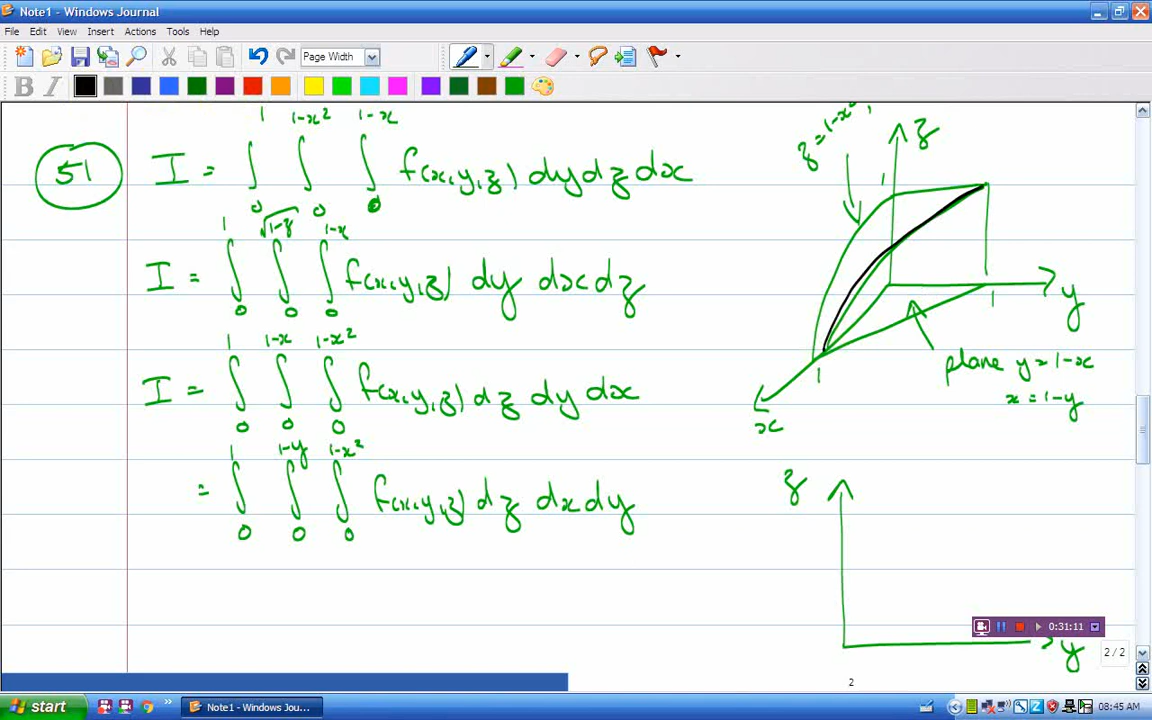 Note1 - Windows Journal
File Edit View Insert Actions Tools Help
Page Width
B I
51
I = ∫₀¹ ∫₀^{1-x²} ∫₀^{1-x} f(x,y,z) dy dz dx
I = ∫₀¹ ∫₀^{√(1-z)} ∫₀^{1-x} f(x,y,z) dy dx dz
I = ∫₀¹ ∫₀^{1-x} ∫₀^{1-x²} f(x,y,z) dz dy dx
= ∫₀¹ ∫₀^{1-y} ∫₀^{1-x²} f(x,y,z) dz dx dy
z = 1-x²
z
1
1
y
1
x
plane y = 1-x
x = 1-y
z
y
0:31:11
2 / 2
2
start
Note1 - Windows Jour...
08:45 AM